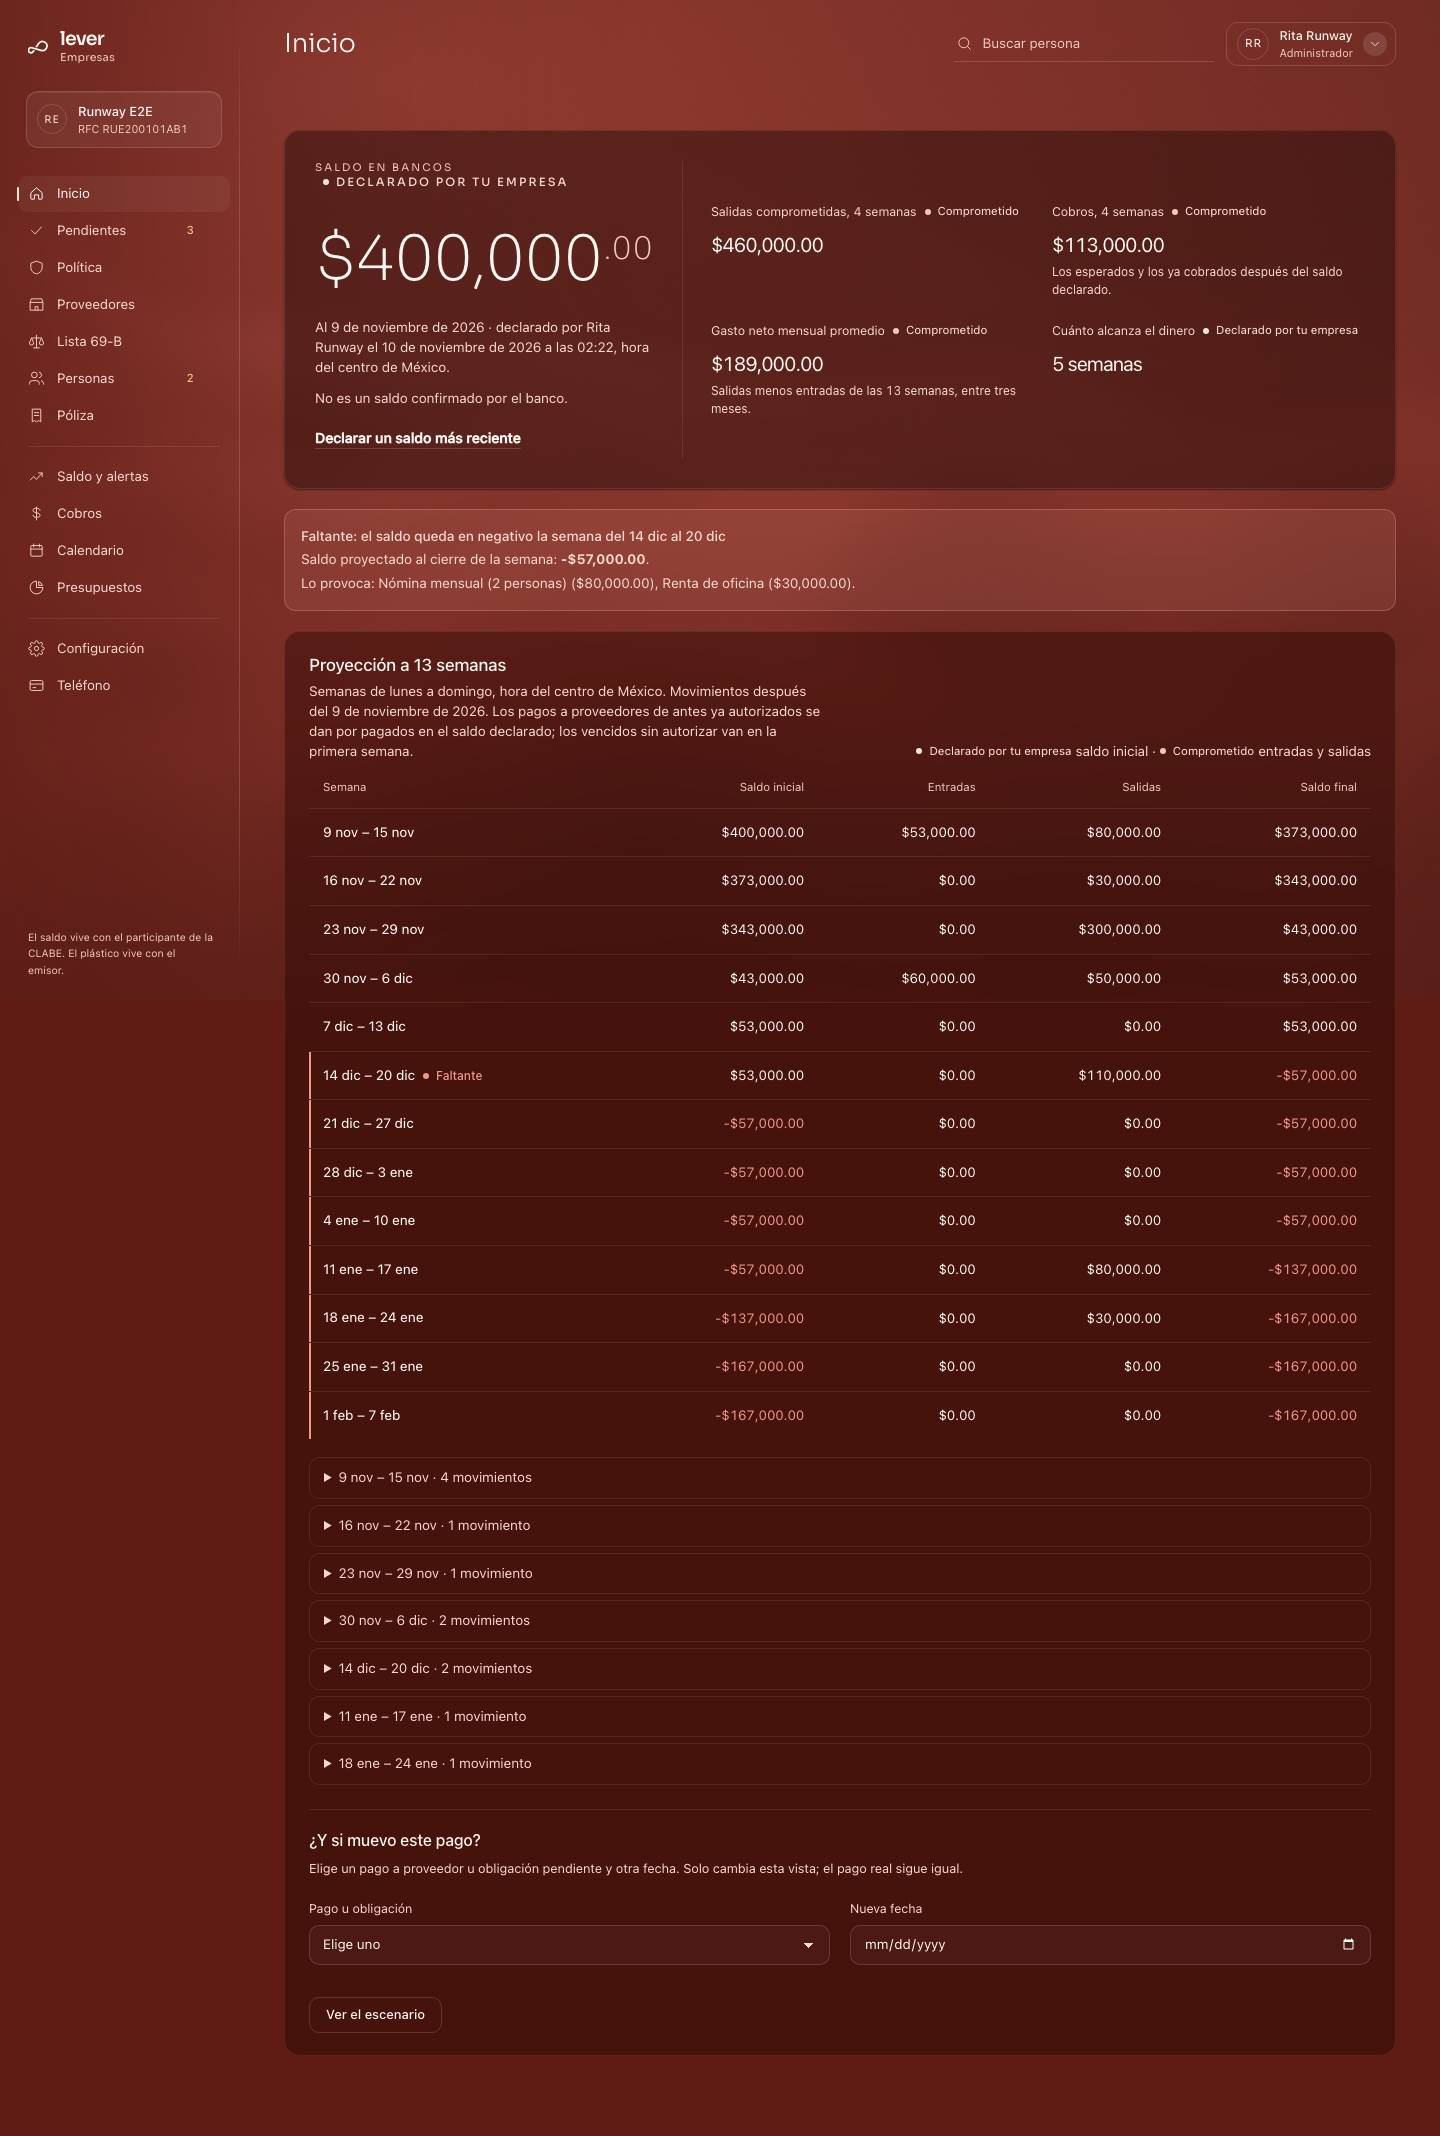 lever
Empresas
RE
Runway E2E
RFC RUE200101AB1
Inicio
Pendientes 3
Política
Proveedores
Lista 69-B
Personas 2
Póliza
Saldo y alertas
Cobros
Calendario
Presupuestos
Configuración
Teléfono
El saldo vive con el participante de la
CLABE. El plástico vive con el
emisor.
Inicio
Buscar persona
RR
Rita Runway
Administrador
SALDO EN BANCOS
DECLARADO POR TU EMPRESA
$400,000.00
Al 9 de noviembre de 2026 · declarado por Rita
Runway el 10 de noviembre de 2026 a las 02:22, hora
del centro de México.
No es un saldo confirmado por el banco.
Declarar un saldo más reciente
Salidas comprometidas, 4 semanas Comprometido
$460,000.00
Cobros, 4 semanas Comprometido
$113,000.00
Los esperados y los ya cobrados después del saldo
declarado.
Gasto neto mensual promedio Comprometido
$189,000.00
Salidas menos entradas de las 13 semanas, entre tres
meses.
Cuánto alcanza el dinero Declarado por tu empresa
5 semanas
Faltante: el saldo queda en negativo la semana del 14 dic al 20 dic
Saldo proyectado al cierre de la semana: -$57,000.00.
Lo provoca: Nómina mensual (2 personas) ($80,000.00), Renta de oficina ($30,000.00).
Proyección a 13 semanas
Semanas de lunes a domingo, hora del centro de México. Movimientos después
del 9 de noviembre de 2026. Los pagos a proveedores de antes ya autorizados se
dan por pagados en el saldo declarado; los vencidos sin autorizar van en la
primera semana.
Declarado por tu empresa saldo inicial · Comprometido entradas y salidas
Semana Saldo inicial Entradas Salidas Saldo final
9 nov – 15 nov $400,000.00 $53,000.00 $80,000.00 $373,000.00
16 nov – 22 nov $373,000.00 $0.00 $30,000.00 $343,000.00
23 nov – 29 nov $343,000.00 $0.00 $300,000.00 $43,000.00
30 nov – 6 dic $43,000.00 $60,000.00 $50,000.00 $53,000.00
7 dic – 13 dic $53,000.00 $0.00 $0.00 $53,000.00
14 dic – 20 dic Faltante $53,000.00 $0.00 $110,000.00 -$57,000.00
21 dic – 27 dic -$57,000.00 $0.00 $0.00 -$57,000.00
28 dic – 3 ene -$57,000.00 $0.00 $0.00 -$57,000.00
4 ene – 10 ene -$57,000.00 $0.00 $0.00 -$57,000.00
11 ene – 17 ene -$57,000.00 $0.00 $80,000.00 -$137,000.00
18 ene – 24 ene -$137,000.00 $0.00 $30,000.00 -$167,000.00
25 ene – 31 ene -$167,000.00 $0.00 $0.00 -$167,000.00
1 feb – 7 feb -$167,000.00 $0.00 $0.00 -$167,000.00
9 nov – 15 nov · 4 movimientos
16 nov – 22 nov · 1 movimiento
23 nov – 29 nov · 1 movimiento
30 nov – 6 dic · 2 movimientos
14 dic – 20 dic · 2 movimientos
11 ene – 17 ene · 1 movimiento
18 ene – 24 ene · 1 movimiento
¿Y si muevo este pago?
Elige un pago a proveedor u obligación pendiente y otra fecha. Solo cambia esta vista; el pago real sigue igual.
Pago u obligación
Elige uno
Nueva fecha
mm/dd/yyyy
Ver el escenario